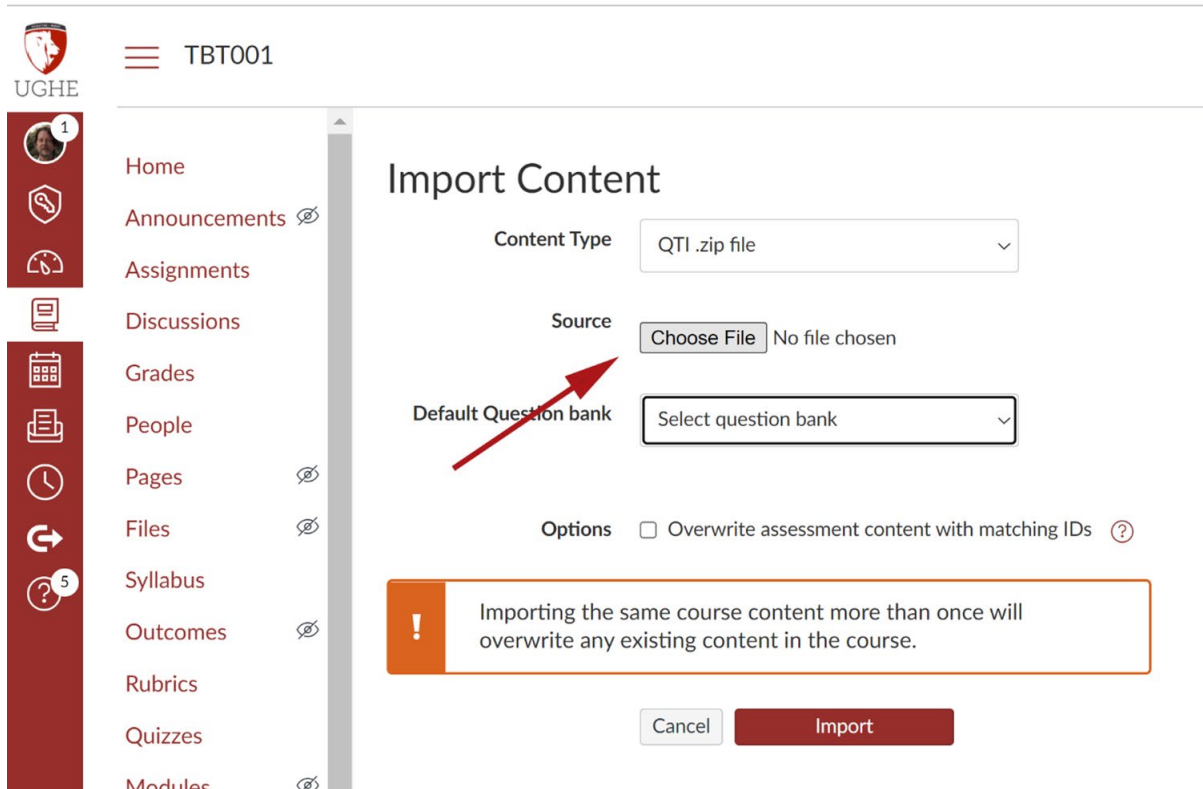 UGHE
TBT001
1
5
Home
Announcements
Assignments
Discussions
Grades
People
Pages
Files
Syllabus
Outcomes
Rubrics
Quizzes
Modules
Import Content
Content Type QTI .zip file
Source Choose File No file chosen
Default Question bank Select question bank
Options Overwrite assessment content with matching IDs ?
! Importing the same course content more than once will
overwrite any existing content in the course.
Cancel Import